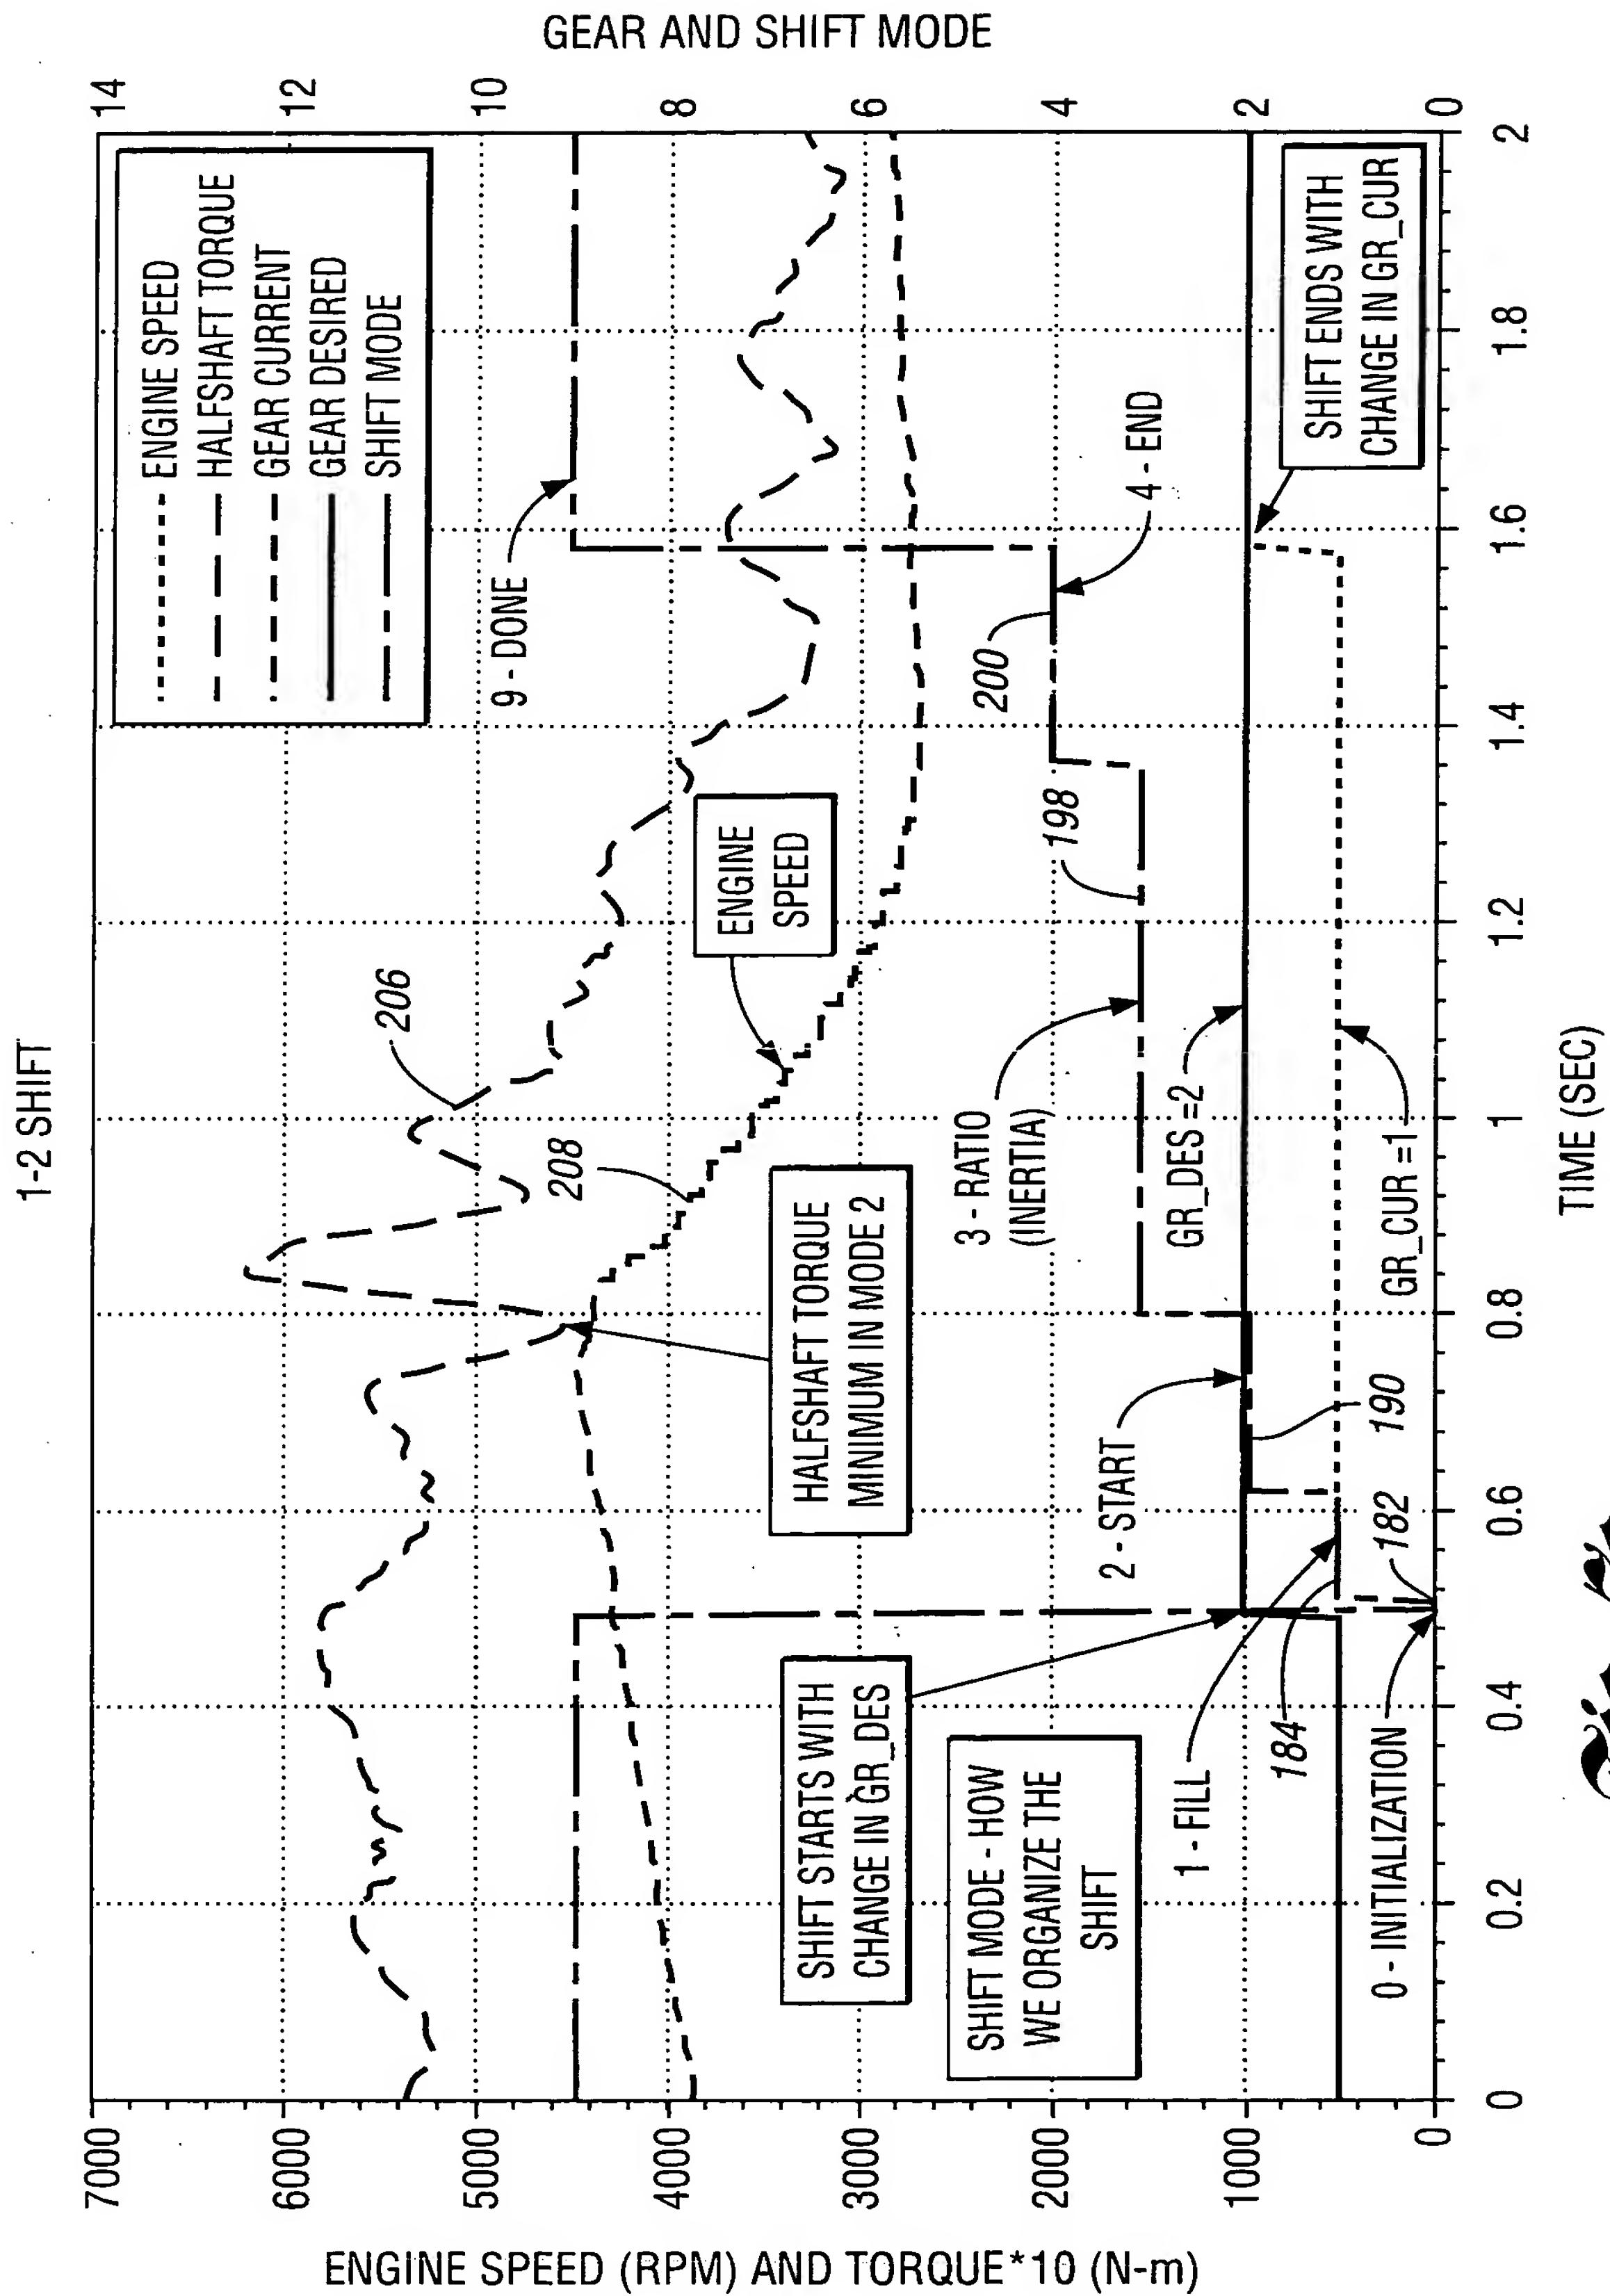 1-2 SHIFT
ENGINE SPEED (RPM) AND TORQUE*10 (N-m)
7000
6000
5000
4000
3000
2000
1000
0
GEAR AND SHIFT MODE
14
12
10
8
6
4
2
0
0
0.2
0.4
0.6
0.8
1
1.2
1.4
1.6
1.8
2
TIME (SEC)
ENGINE SPEED
HALFSHAFT TORQUE
GEAR CURRENT
GEAR DESIRED
SHIFT MODE
9 - DONE
206
ENGINE
SPEED
208
HALFSHAFT TORQUE
MINIMUM IN MODE 2
SHIFT STARTS WITH
CHANGE IN GR_DES
SHIFT MODE - HOW
WE ORGANIZE THE
SHIFT
200
4 - END
198
3 - RATIO
(INERTIA)
GR_DES =2
2 - START
1 - FILL
184
190
182
0 - INITIALIZATION
GR_CUR =1
SHIFT ENDS WITH
CHANGE IN GR_CUR